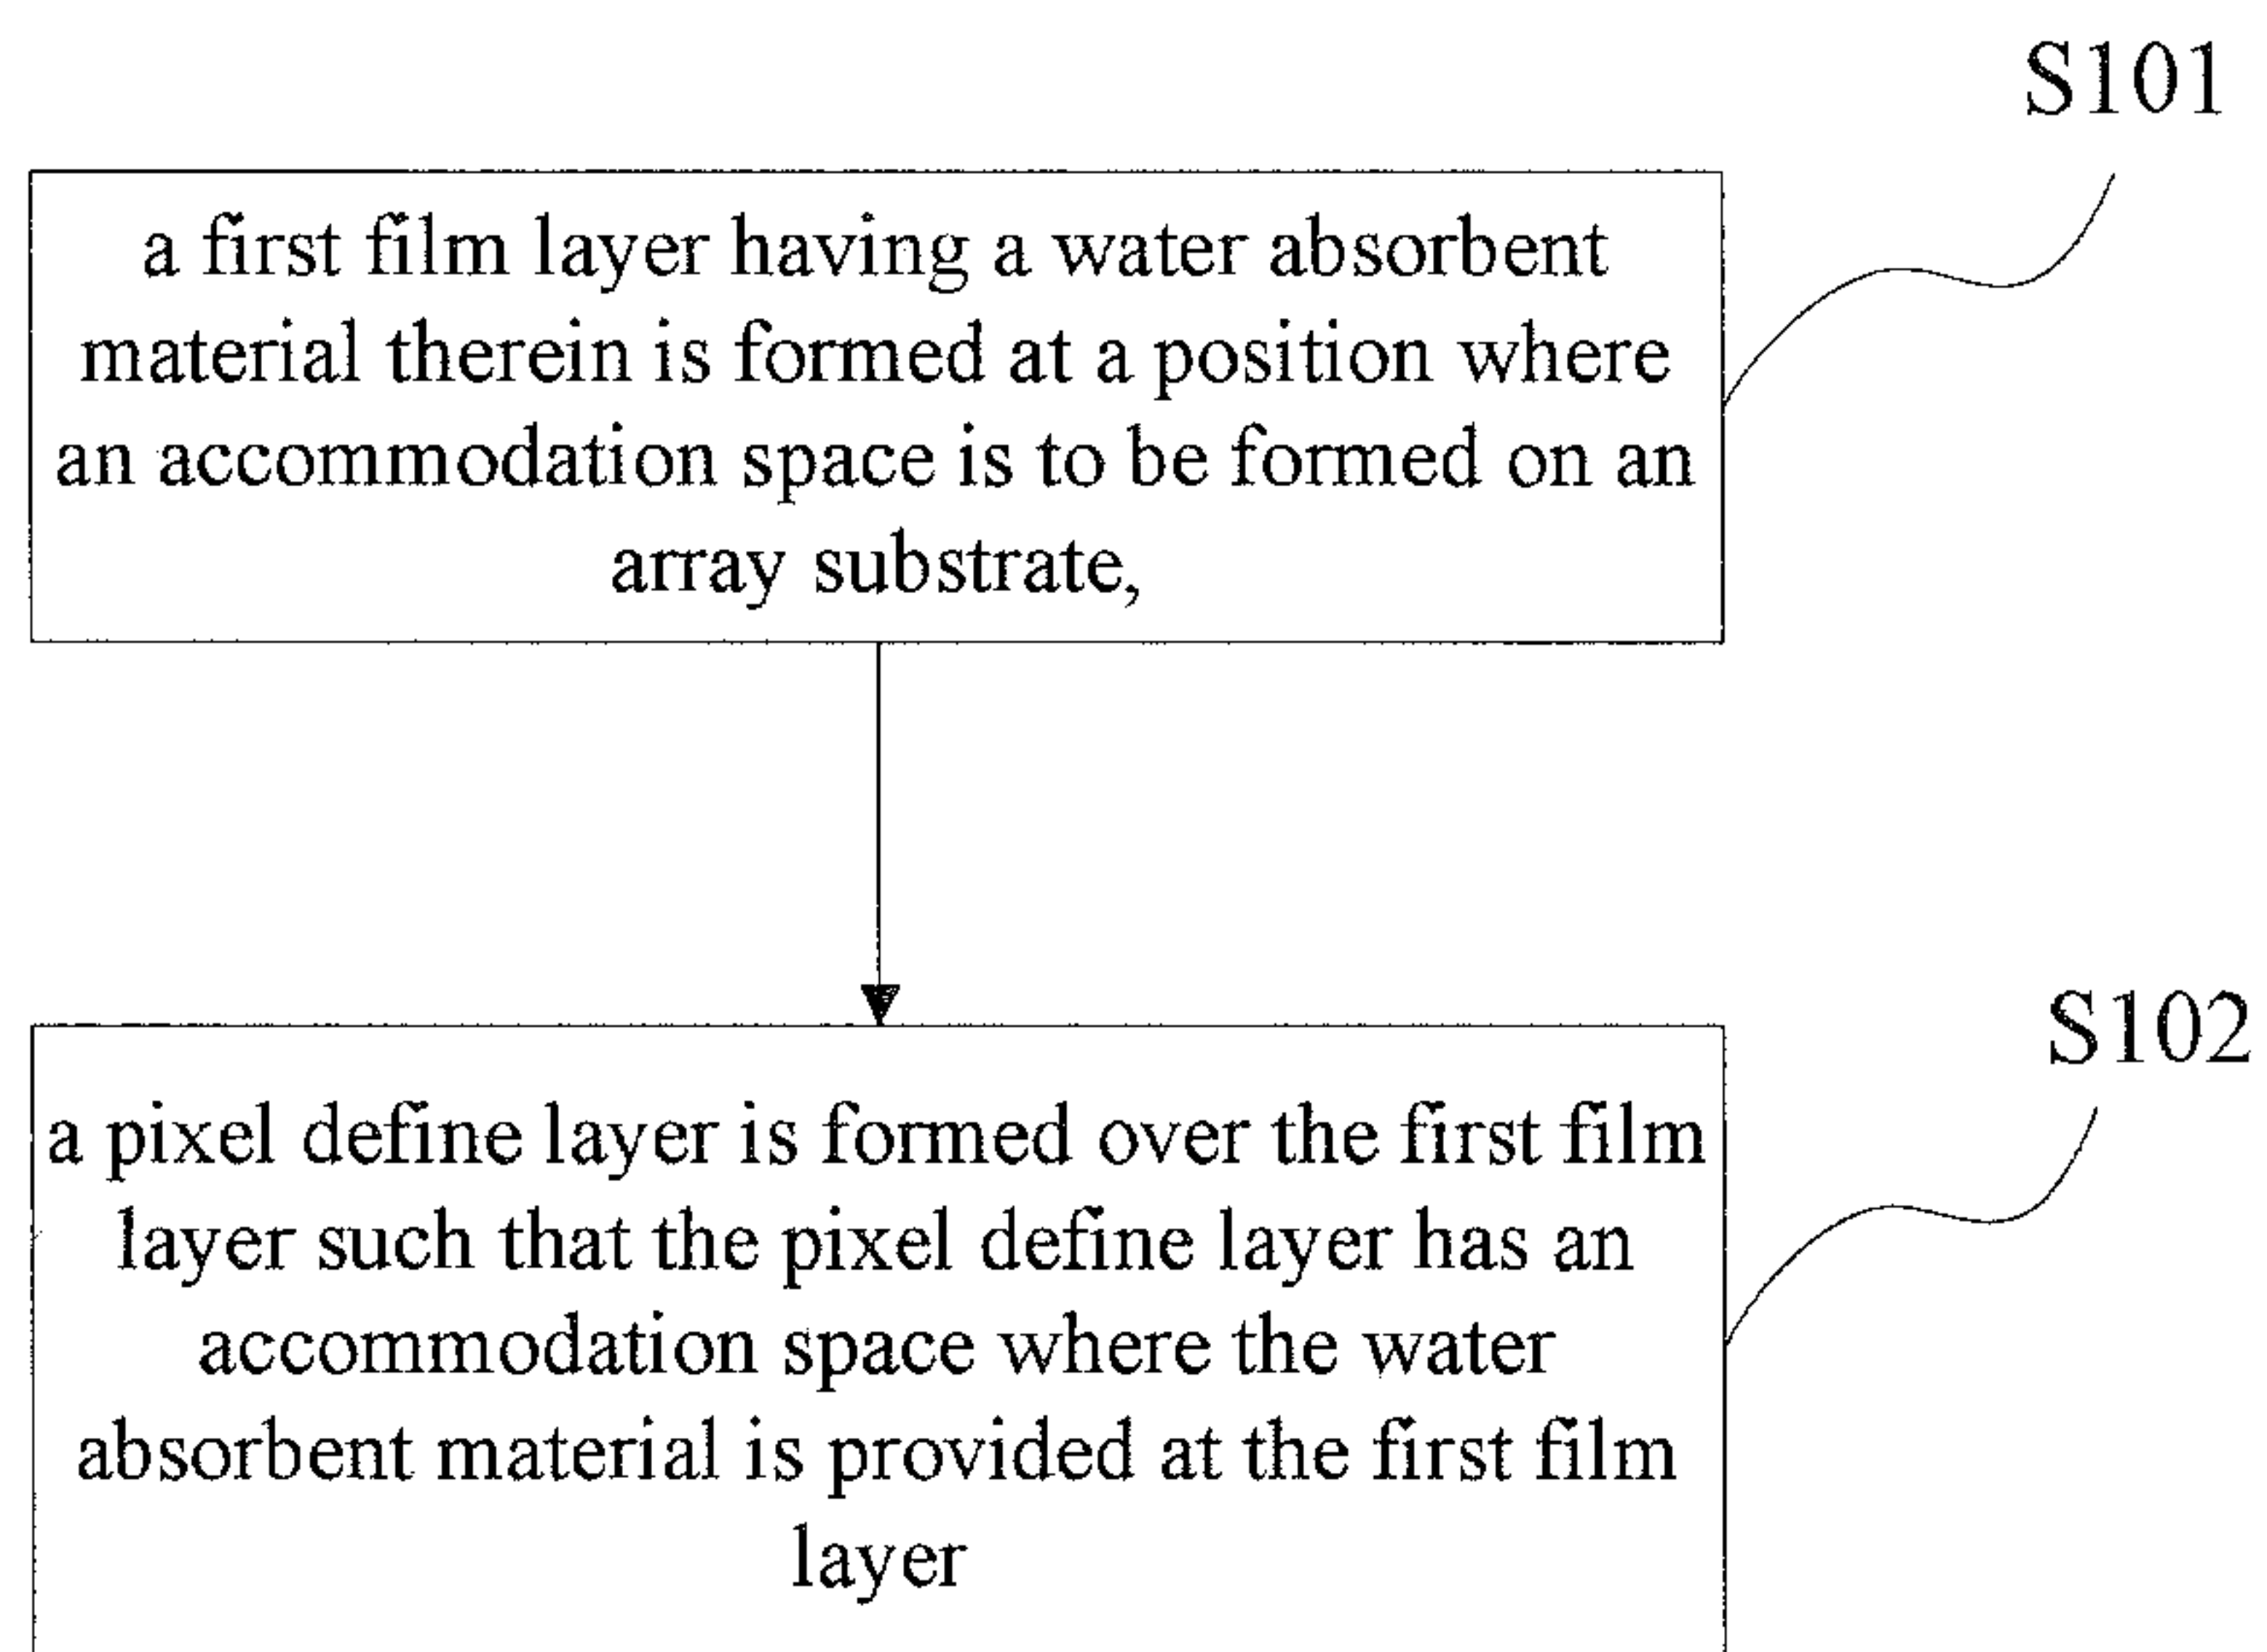 S101
a first film layer having a water absorbent
material therein is formed at a position where
an accommodation space is to be formed on an
array substrate,
S102
a pixel define layer is formed over the first film
layer such that the pixel define layer has an
accommodation space where the water
absorbent material is provided at the first film
layer